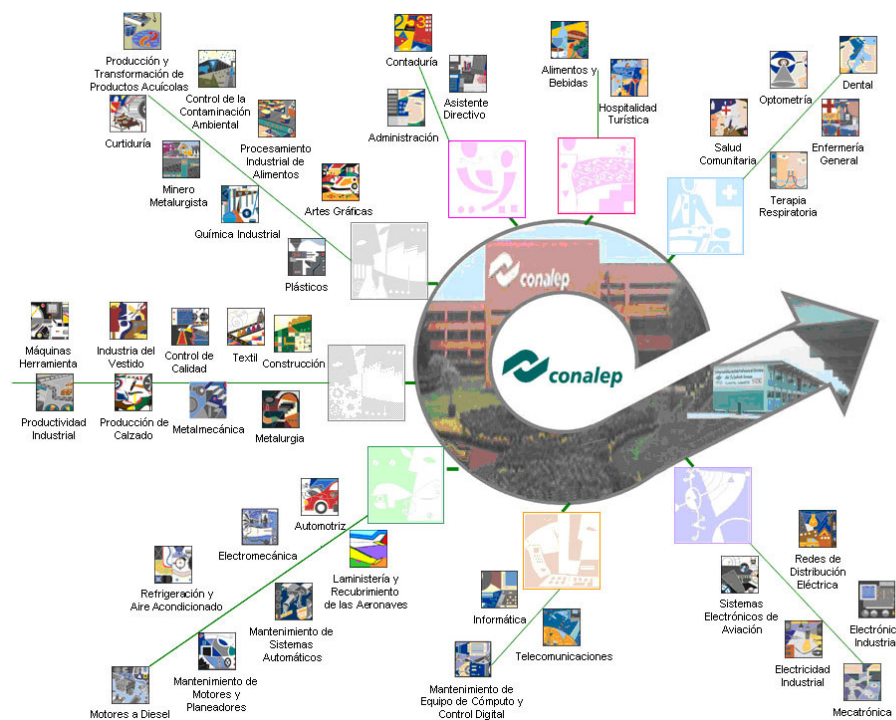 Producción y
Transformación de
Productos Acuícolas
Control de la
Contaminación
Ambiental
Curtiduría
Procesamiento
Industrial de
Alimentos
Minero
Metalurgista
Artes Gráficas
Química Industrial
Plásticos
Contaduría
Asistente
Directivo
Administración
Alimentos y
Bebidas
Hospitalidad
Turística
Optometría
Dental
Salud
Comunitaria
Enfermería
General
Terapia
Respiratoria
conalep
conalep
Máquinas
Herramienta
Industria del
Vestido
Control de
Calidad
Textil
Construcción
Productividad
Industrial
Producción de
Calzado
Metalmecánica
Metalurgia
Automotriz
Electromecánica
Laministería y
Recubrimiento
de las Aeronaves
Refrigeración y
Aire Acondicionado
Mantenimiento de
Sistemas
Automáticos
Mantenimiento de
Motores y
Planeadores
Motores a Diesel
Informática
Telecomunicaciones
Mantenimiento de
Equipo de Cómputo y
Control Digital
Redes de
Distribución
Eléctrica
Sistemas
Electrónicos de
Aviación
Electrónic
Industria
Electricidad
Industrial
Mecatrónica